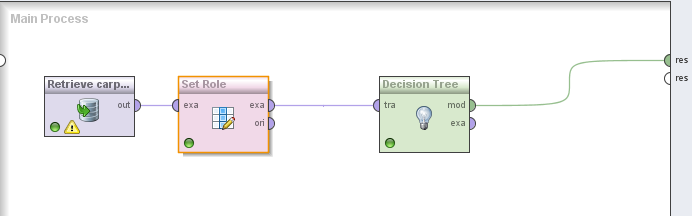 Main Process
res
res
Retrieve carp...
out
Set Role
exa
exa
ori
Decision Tree
tra
mod
exa